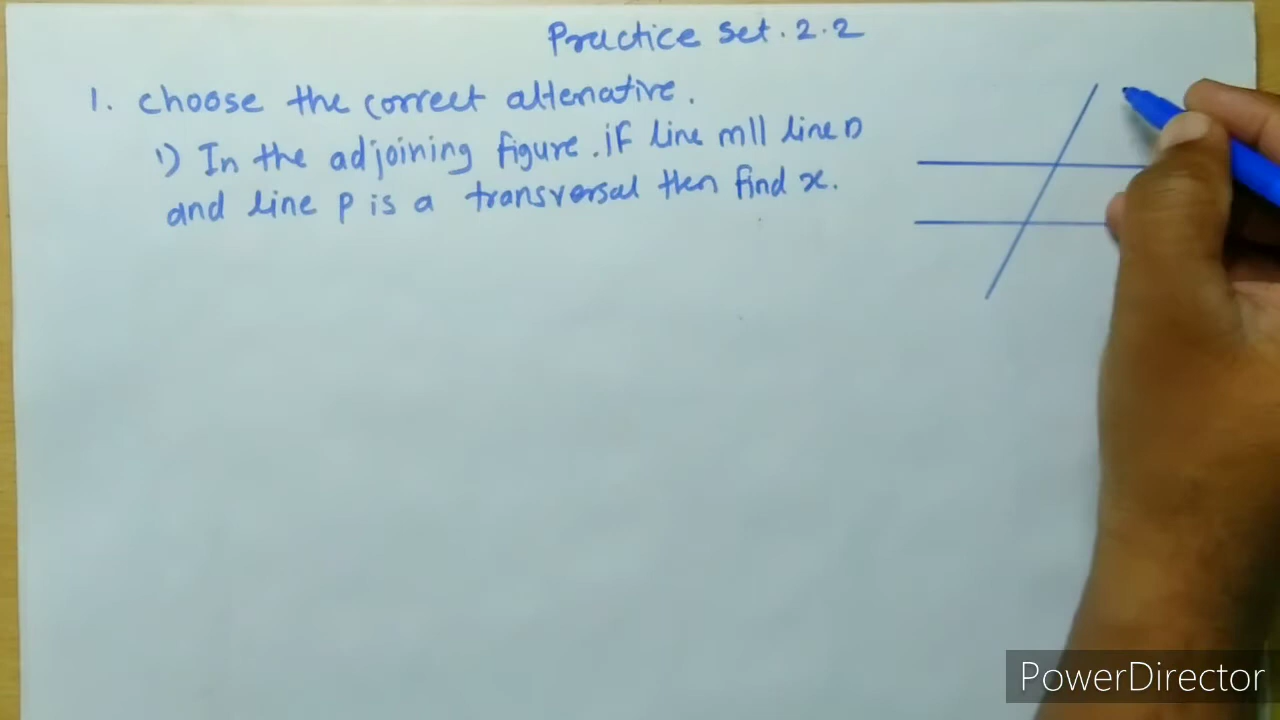 Practice Set. 2.2
1. choose the correct altenative.
1) In the adjoining figure. if line m|| line n
and line p is a transversal then find x.
PowerDirector